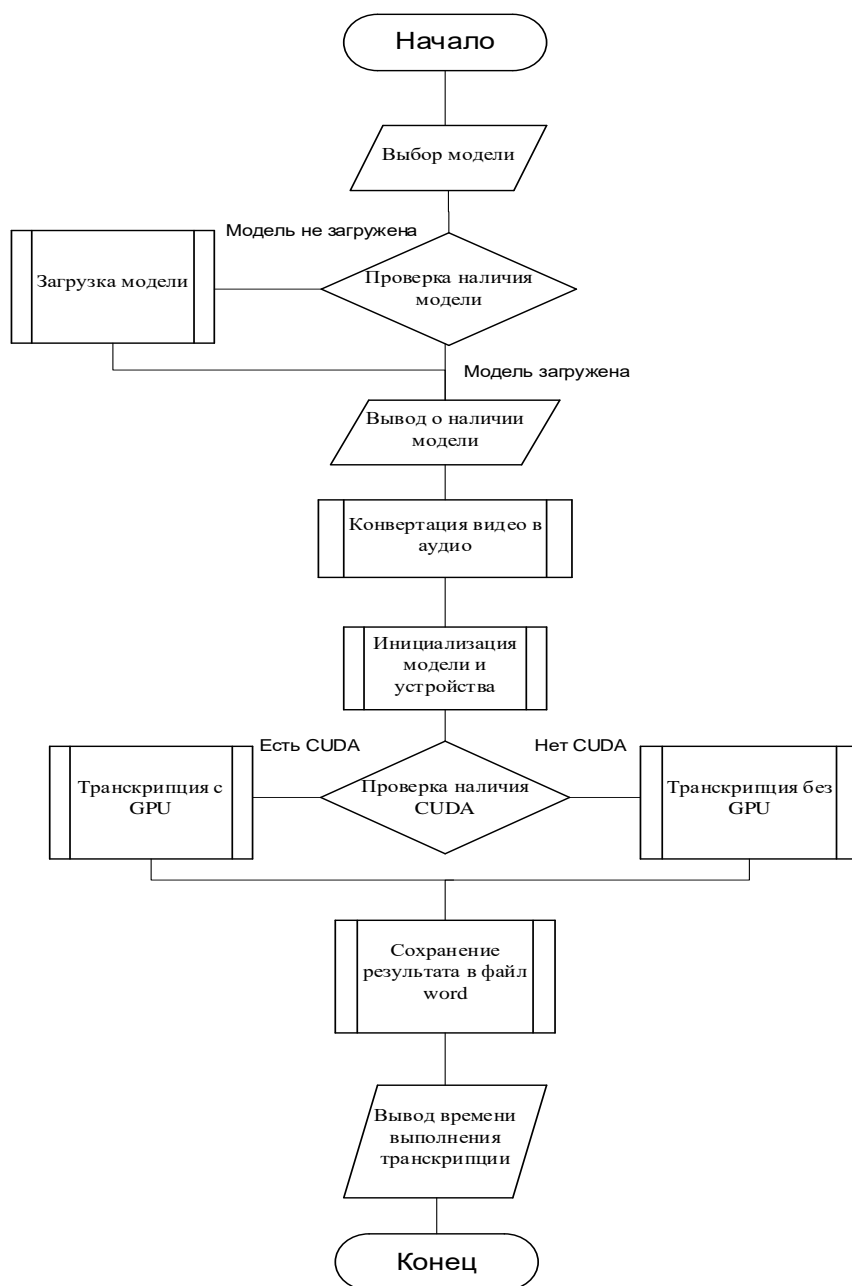 Начало
Выбор модели
Модель не загружена
Загрузка модели
Проверка наличия
модели
Модель загружена
Вывод о наличии
модели
Конвертация видео в
аудио
Инициализация
модели и
устройства
Есть CUDA
Нет CUDA
Транскрипция с
GPU
Проверка наличия
CUDA
Транскрипция без
GPU
Сохранение
результата в файл
word
Вывод времени
выполнения
транскрипции
Конец